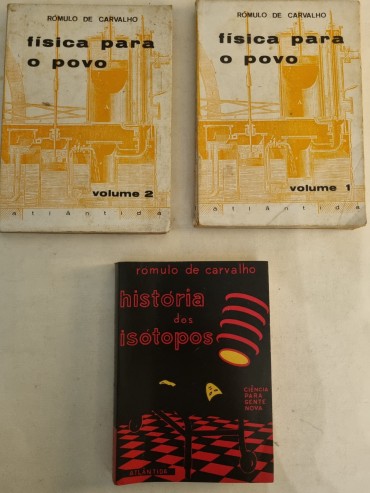 RÓMULO DE CARVALHO
física para
o povo
volume 2
atlântida
RÓMULO DE CARVALHO
física para
o povo
volume 1
atlântida
rómulo de carvalho
história
dos
isótopos
CIÊNCIA
PARA
GENTE
NOVA
ATLÂNTIDA